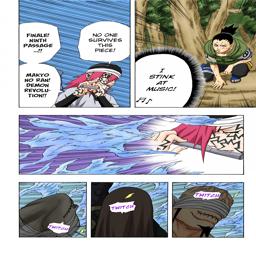 FINALE!
NINTH
PASSAGE
...!!
MAKYO
NO RAN!
DEMON
REVOLU-
TION!!
NO ONE
SURVIVES
THIS
PIECE!
I
STINK
AT
MUSIC!
♫♪
TWITCH
TWITCH
TWITCH